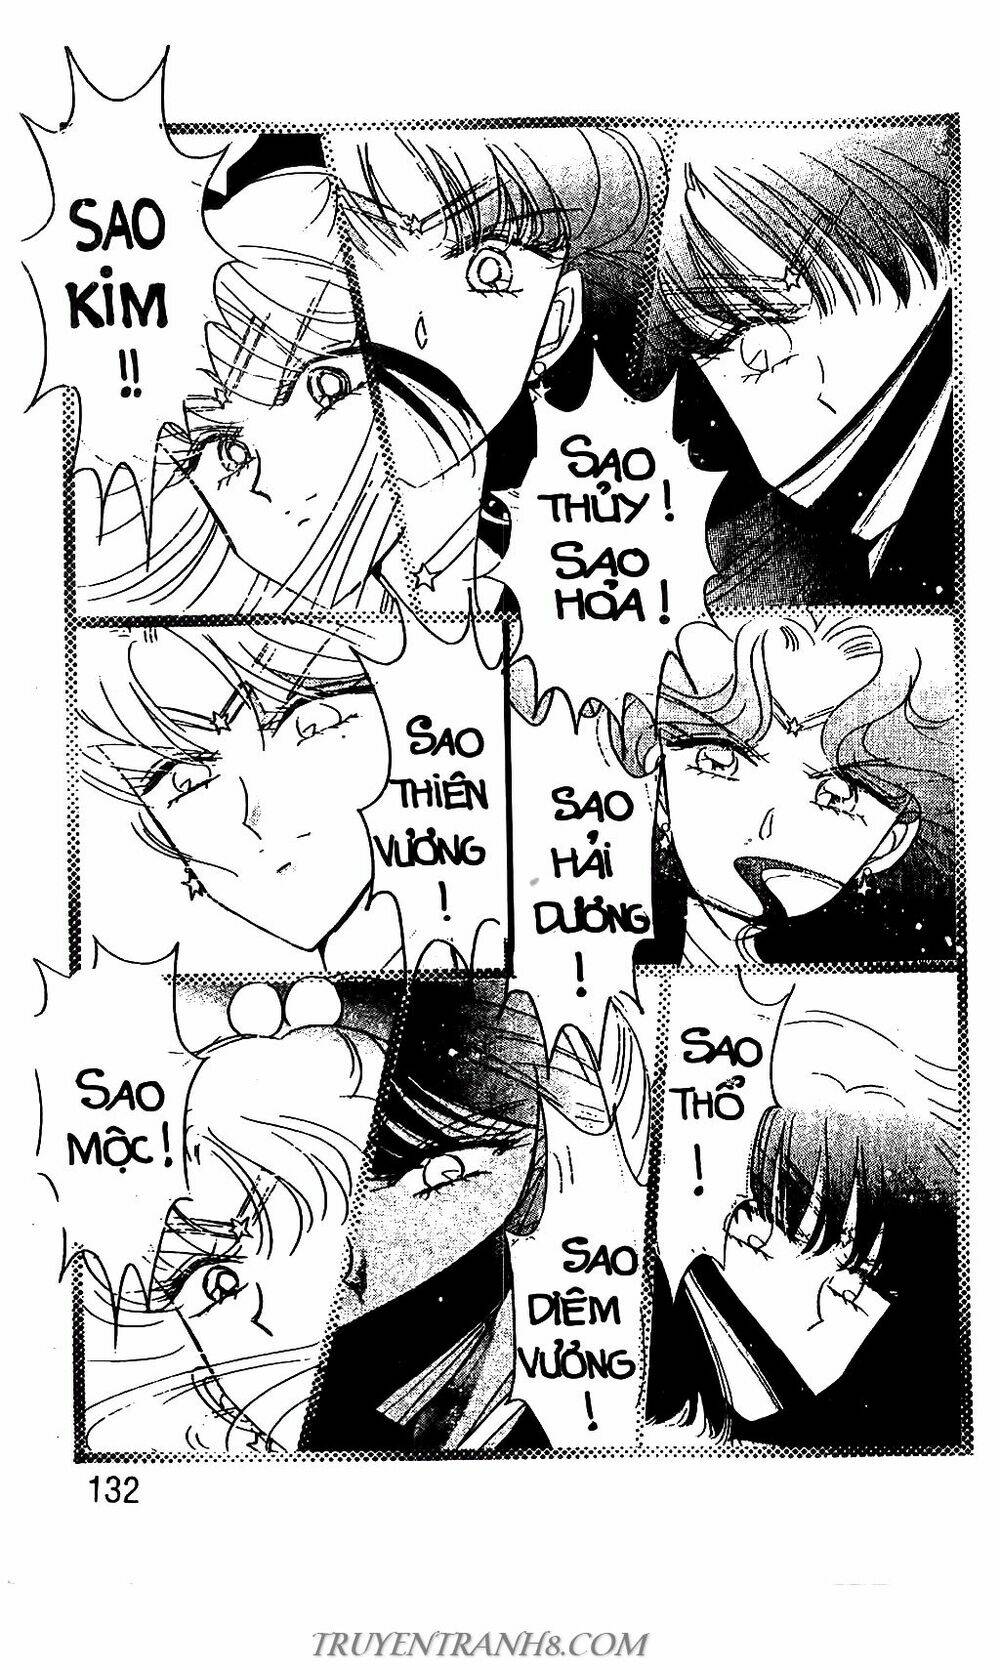 SAO
KIM
!!
SAO
THỦY!
SAO
HỎA!
SAO
THIÊN
VƯƠNG
!
SAO
HẢI
DƯƠNG
!
SAO
MỘC!
SAO
THỔ
!
SAO
DIÊM
VƯƠNG
!
132
TRUYENTRANH8.COM